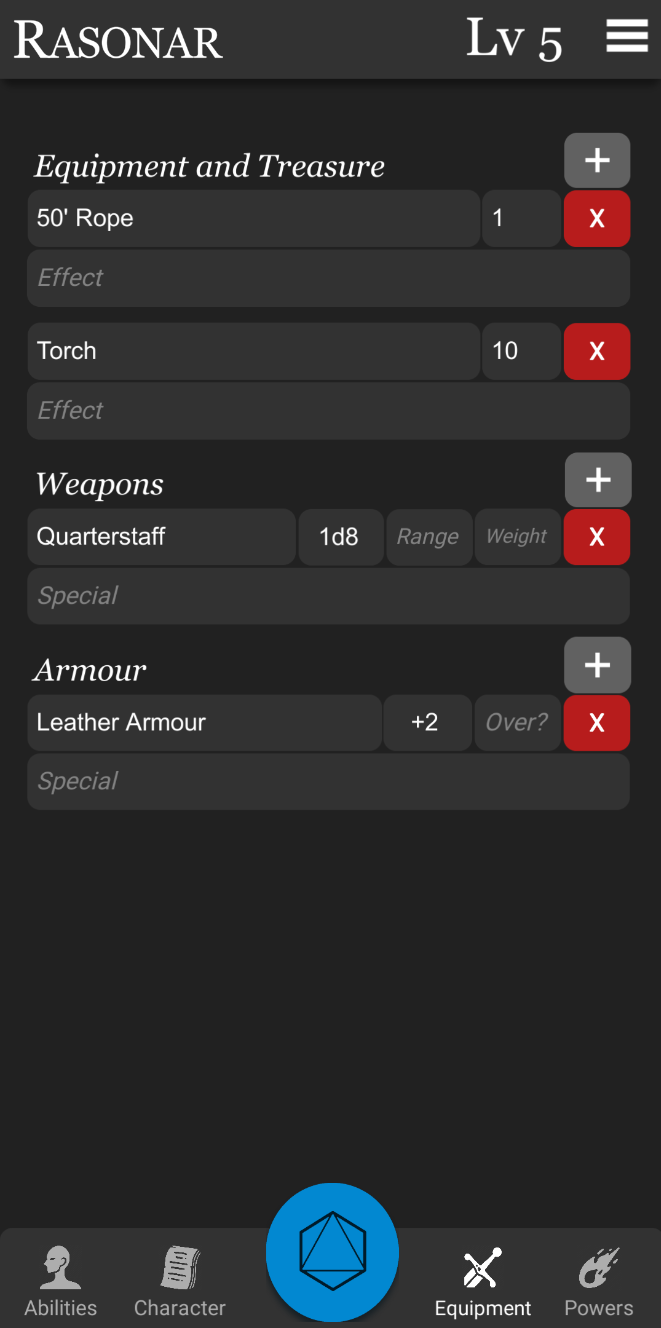 RASONAR Lv 5
Equipment and Treasure +
50' Rope 1 X
Effect
Torch 10 X
Effect
Weapons +
Quarterstaff 1d8 Range Weight X
Special
Armour +
Leather Armour +2 Over? X
Special
Abilities Character Equipment Powers